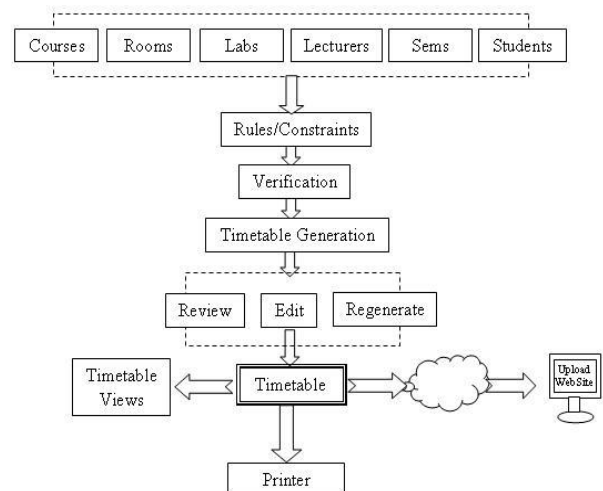 Courses
Rooms
Labs
Lecturers
Sems
Students
Rules/Constraints
Verification
Timetable Generation
Review
Edit
Regenerate
Timetable
Views
Timetable
Upload
Web Site
Printer